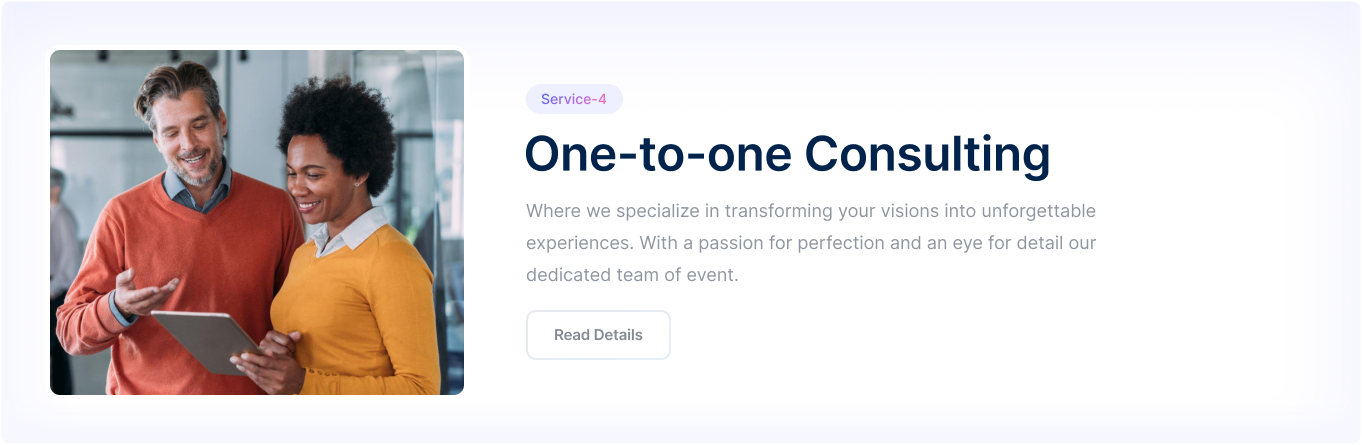 Service-4
One-to-one Consulting
Where we specialize in transforming your visions into unforgettable
experiences. With a passion for perfection and an eye for detail our
dedicated team of event.
Read Details